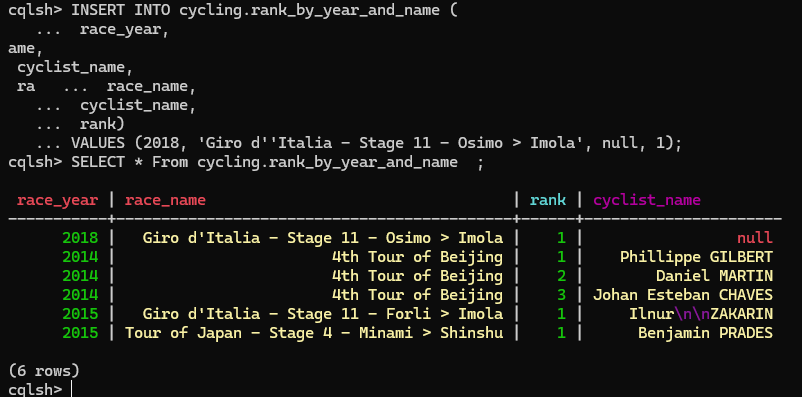 cqlsh> INSERT INTO cycling.rank_by_year_and_name (
   ...  race_year,
ame,
 cyclist_name,
 ra   ...  race_name,
   ...  cyclist_name,
   ...  rank)
   ... VALUES (2018, 'Giro d''Italia - Stage 11 - Osimo > Imola', null, 1);
cqlsh> SELECT * From cycling.rank_by_year_and_name  ;
 race_year | race_name                                  | rank | cyclist_name
-----------+--------------------------------------------+------+----------------------
      2018 |   Giro d'Italia - Stage 11 - Osimo > Imola |    1 |                 null
      2014 |                        4th Tour of Beijing |    1 |    Phillippe GILBERT
      2014 |                        4th Tour of Beijing |    2 |        Daniel MARTIN
      2014 |                        4th Tour of Beijing |    3 | Johan Esteban CHAVES
      2015 |   Giro d'Italia - Stage 11 - Forli > Imola |    1 |     Ilnur\n\nZAKARIN
      2015 | Tour of Japan - Stage 4 - Minami > Shinshu |    1 |      Benjamin PRADES
(6 rows)
cqlsh>